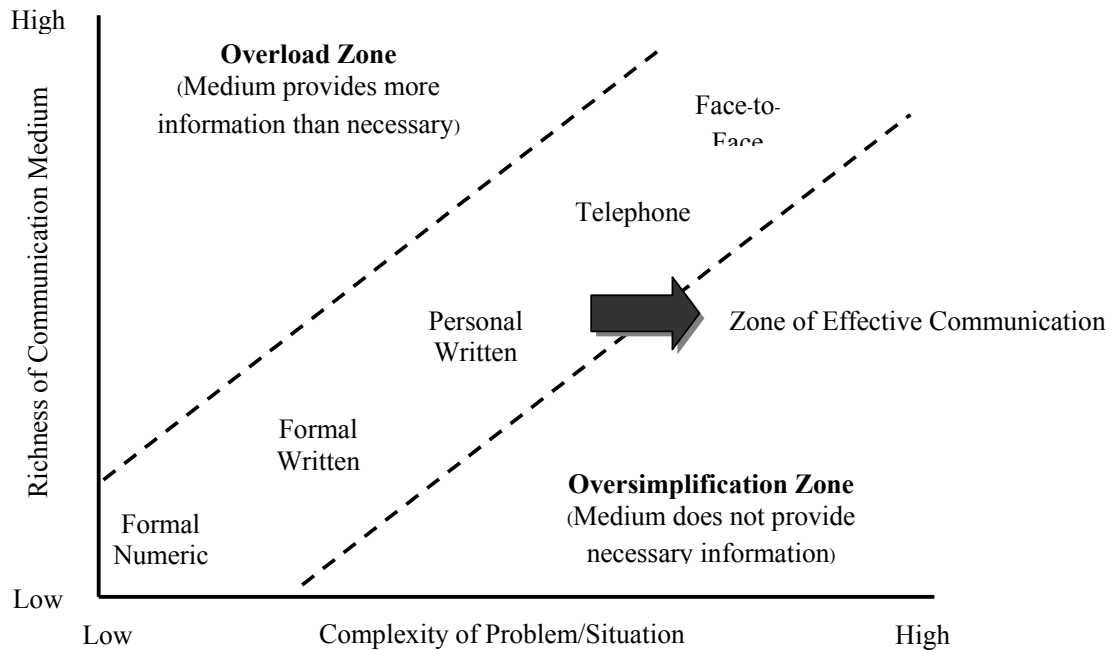 High
Overload Zone
(Medium provides more
information than necessary)
Face-to-
Face
Telephone
Richness of Communication Medium
Personal
Written
Zone of Effective Communication
Formal
Written
Oversimplification Zone
(Medium does not provide
necessary information)
Formal
Numeric
Low
Low
Complexity of Problem/Situation
High